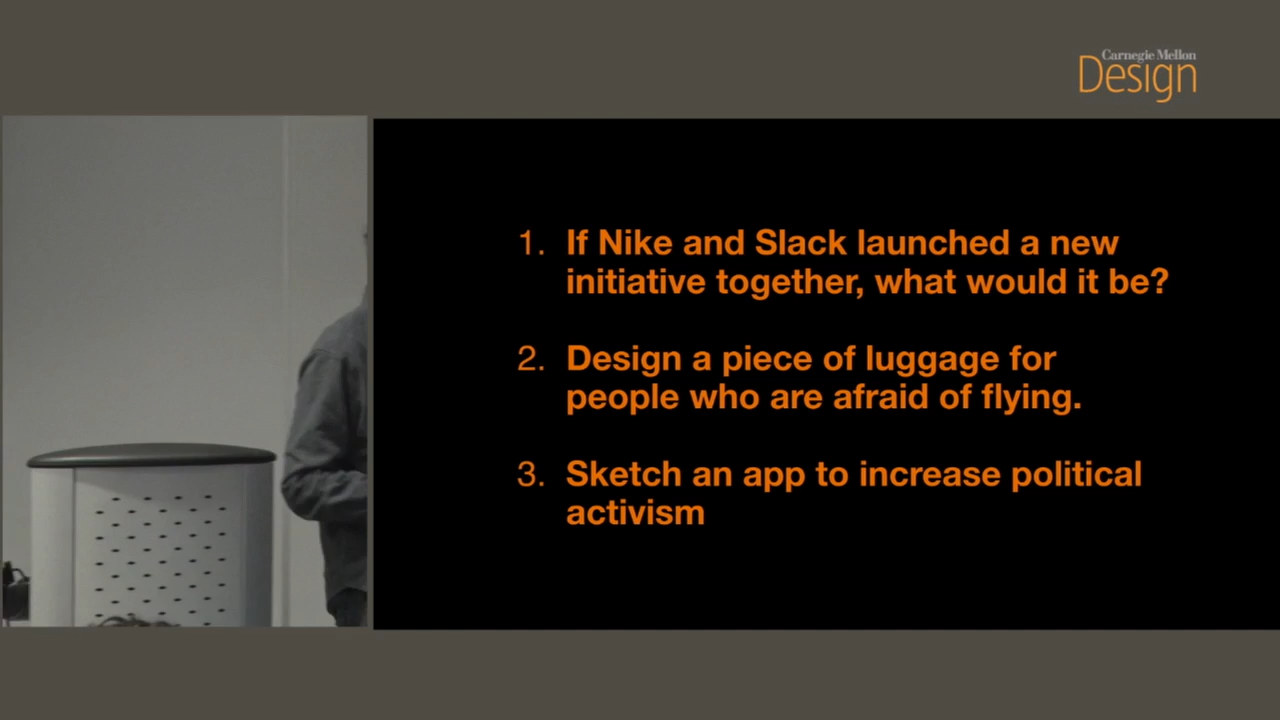 Carnegie Mellon
Design
1. If Nike and Slack launched a new
initiative together, what would it be?
2. Design a piece of luggage for
people who are afraid of flying.
3. Sketch an app to increase political
activism